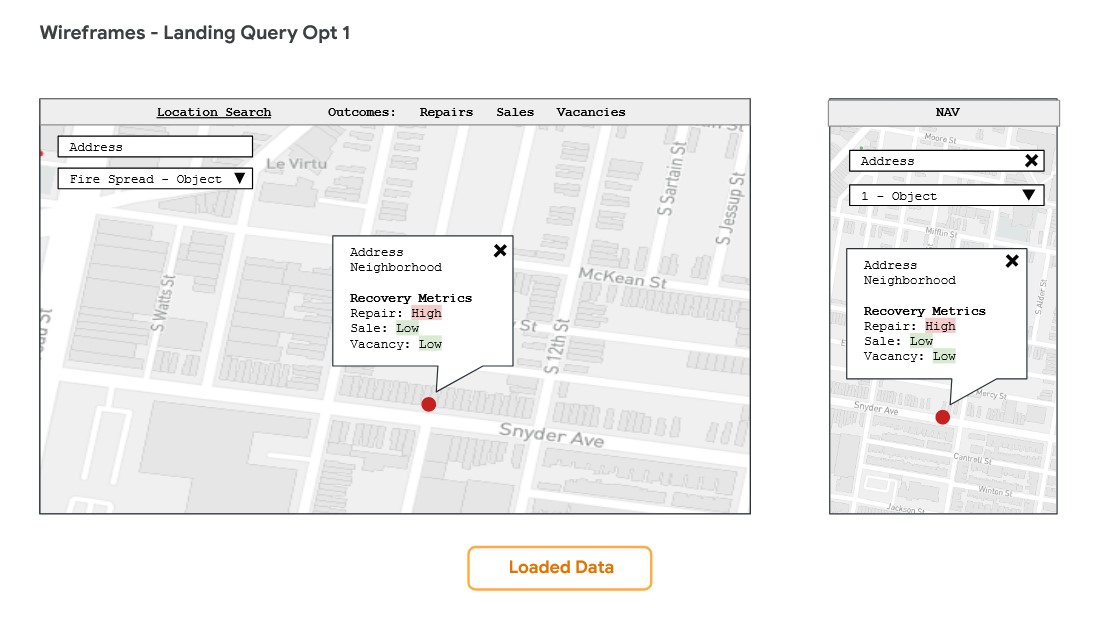 Wireframes - Landing Query Opt 1
Location Search Outcomes: Repairs Sales Vacancies
Address
Fire Spread - Object
Le Virtu
S Sartain St
S Jessup St
S Watts St
McKean St
S 12th St
Snyder Ave
Address
Neighborhood
Recovery Metrics
Repair: High
Sale: Low
Vacancy: Low
NAV
Moore St
Address
1 - Object
Mifflin St
S Alder St
Address
Neighborhood
Recovery Metrics
Repair: High
Sale: Low
Vacancy: Low
Mercy St
Snyder Ave
Cantrell St
Winton St
Jackson St
Loaded Data